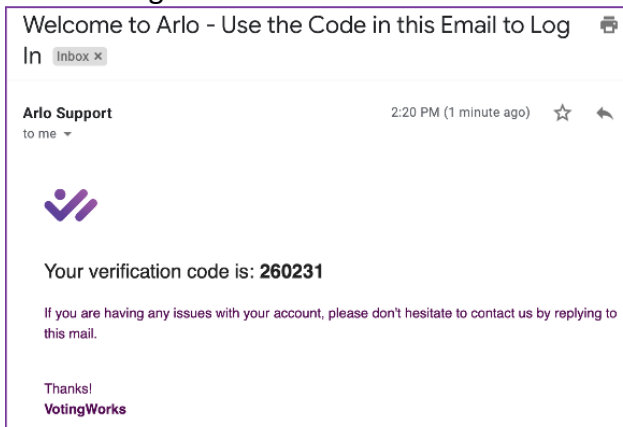 Welcome to Arlo - Use the Code in this Email to Log
In Inbox ×
Arlo Support 2:20 PM (1 minute ago)
to me
Your verification code is: 260231
If you are having any issues with your account, please don't hesitate to contact us by replying to
this mail.
Thanks!
VotingWorks